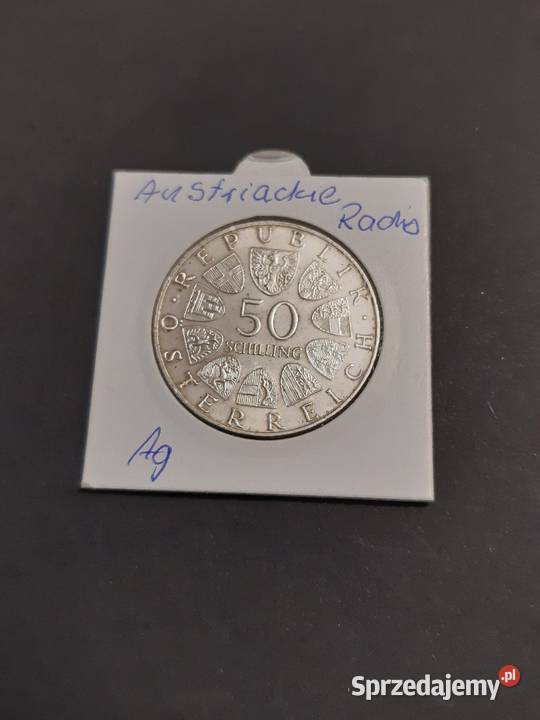 Austriackie
Radio
REPUBLIK · ÖSTERREICH ·
50
SCHILLING
Ag
Sprzedajemy.pl